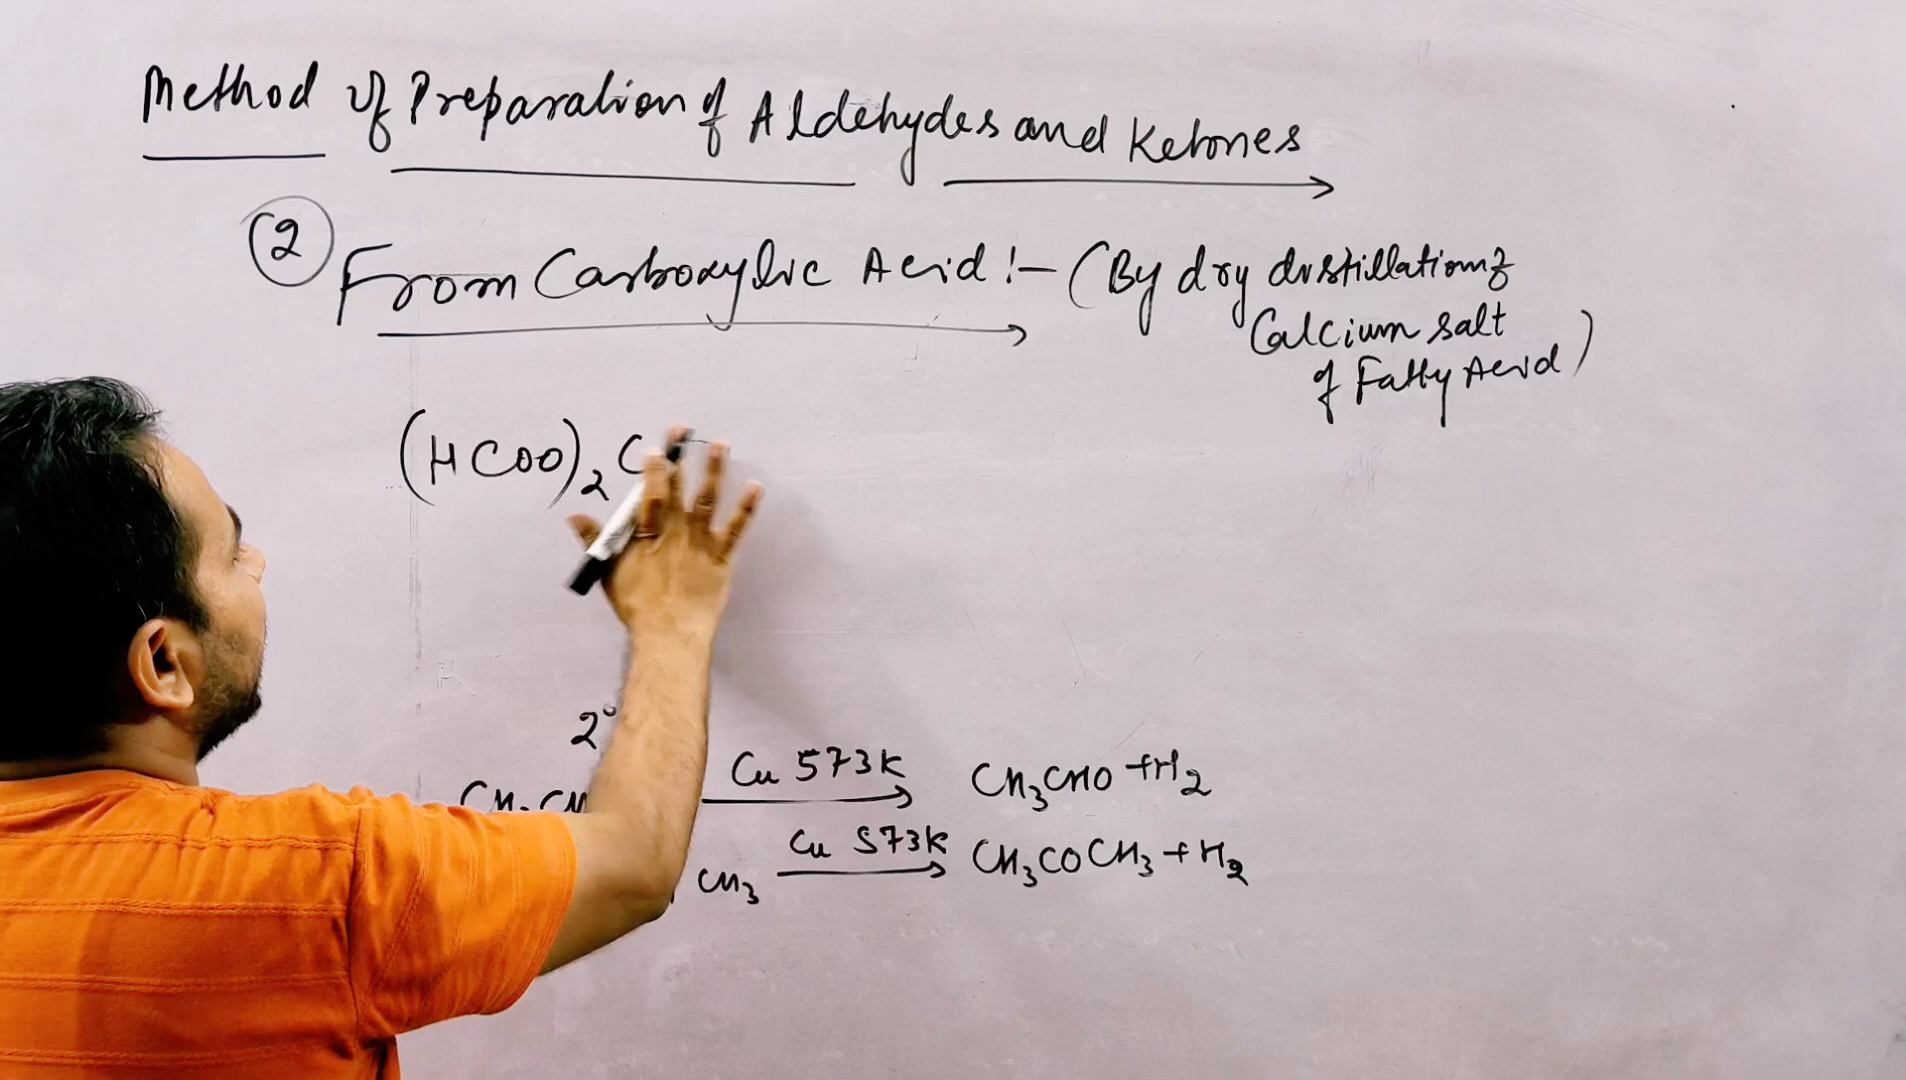 Method of Preparation of Aldehydes and Ketones
2 From Carboxylic Acid :- (By dry distillation of
Calcium salt
of Fatty Acid)
(HCOO)2 C
2°
Cu 573K
CH3CHO + H2
Cu 573K
CH3 CH3COCH3 + H2